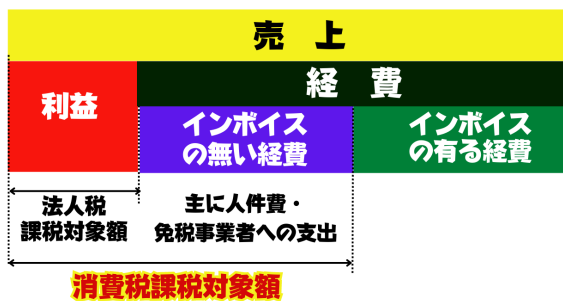 売 上
経 費
利益
インボイス
の無い経費
インボイス
の有る経費
法人税
課税対象額
主に人件費・
免税事業者への支出
消費税課税対象額